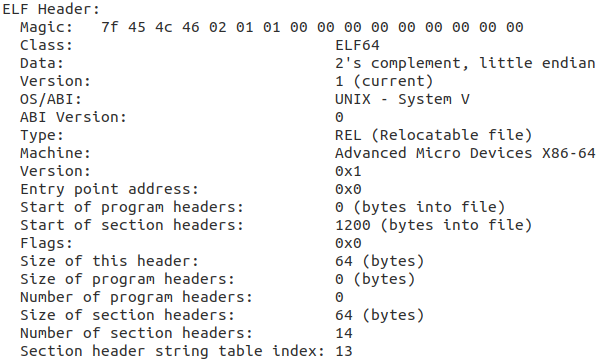 ELF Header:
  Magic:   7f 45 4c 46 02 01 01 00 00 00 00 00 00 00 00 00
  Class:                             ELF64
  Data:                              2's complement, little endian
  Version:                           1 (current)
  OS/ABI:                            UNIX - System V
  ABI Version:                       0
  Type:                              REL (Relocatable file)
  Machine:                           Advanced Micro Devices X86-64
  Version:                           0x1
  Entry point address:               0x0
  Start of program headers:          0 (bytes into file)
  Start of section headers:          1200 (bytes into file)
  Flags:                             0x0
  Size of this header:               64 (bytes)
  Size of program headers:           0 (bytes)
  Number of program headers:         0
  Size of section headers:           64 (bytes)
  Number of section headers:         14
  Section header string table index: 13